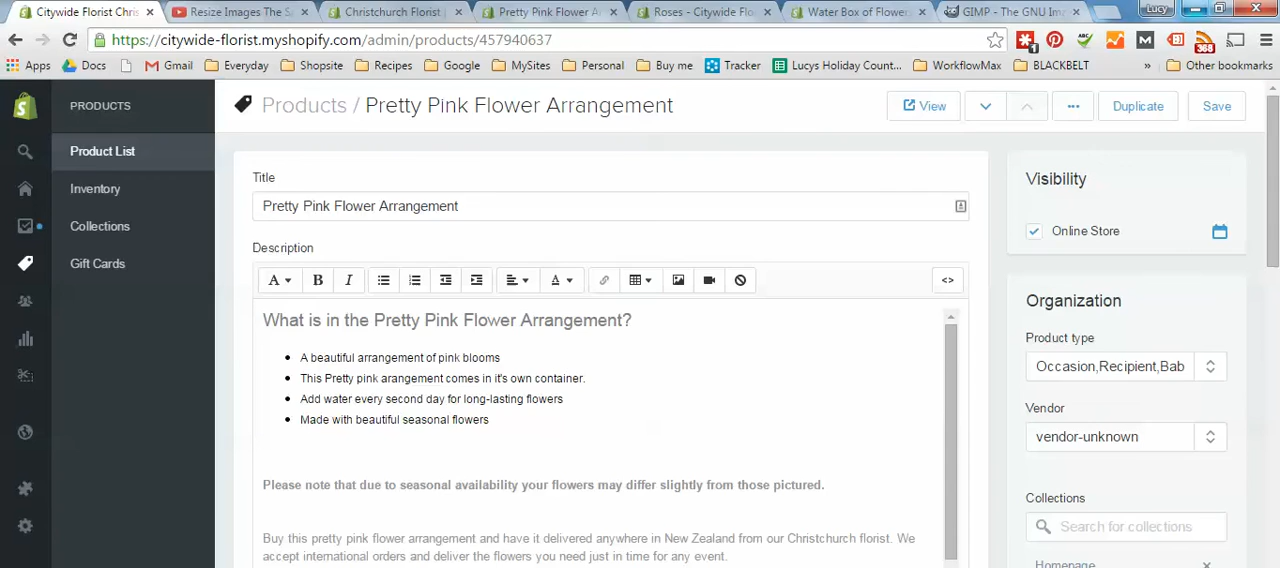 Citywide Florist Chris
Resize Images The S
Christchurch Florist
Pretty Pink Flower A
Roses - Citywide Flo
Water Box of Flower
GIMP - The GNU Im
Lucy
https://citywide-florist.myshopify.com/admin/products/457940637
1
ABC
M
368
Apps Docs Gmail Everyday Shopsite Recipes Google MySites Personal Buy me Tracker Lucys Holiday Count... WorkflowMax BLACKBELT » Other bookmarks
PRODUCTS
Product List
Inventory
Collections
Gift Cards
Products / Pretty Pink Flower Arrangement
View
...
Duplicate
Save
Title
Pretty Pink Flower Arrangement
Description
A B I A <>
What is in the Pretty Pink Flower Arrangement?
• A beautiful arrangement of pink blooms
• This Pretty pink arangement comes in it's own container.
• Add water every second day for long-lasting flowers
• Made with beautiful seasonal flowers
Please note that due to seasonal availability your flowers may differ slightly from those pictured.
Buy this pretty pink flower arrangement and have it delivered anywhere in New Zealand from our Christchurch florist. We
accept international orders and deliver the flowers you need just in time for any event.
Visibility
Online Store
Organization
Product type
Occasion,Recipient,Bab
Vendor
vendor-unknown
Collections
Search for collections
Homepage